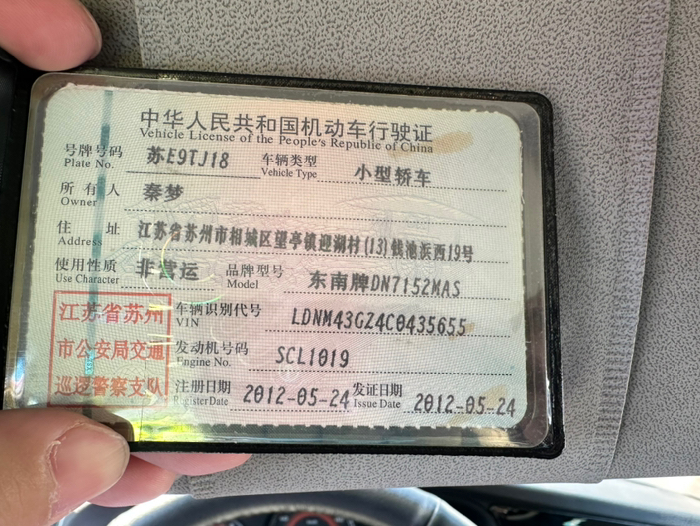 中华人民共和国机动车行驶证
Vehicle License of the People's Republic of China
号牌号码 苏E9TJ18 车辆类型 小型轿车
Plate No. Vehicle Type
所有人 秦梦
Owner
住址 江苏省苏州市相城区望亭镇迎湖村(13)钱池浜西19号
Address
使用性质 非营运 品牌型号 东南牌DN7152MAS
Use Character Model
江苏省苏州
市公安局交通
巡逻警察支队
车辆识别代号 LDNM43GZ4C0435655
VIN
发动机号码 SCL1019
Engine No.
注册日期 2012-05-24 发证日期 2012-05-24
Register Date Issue Date